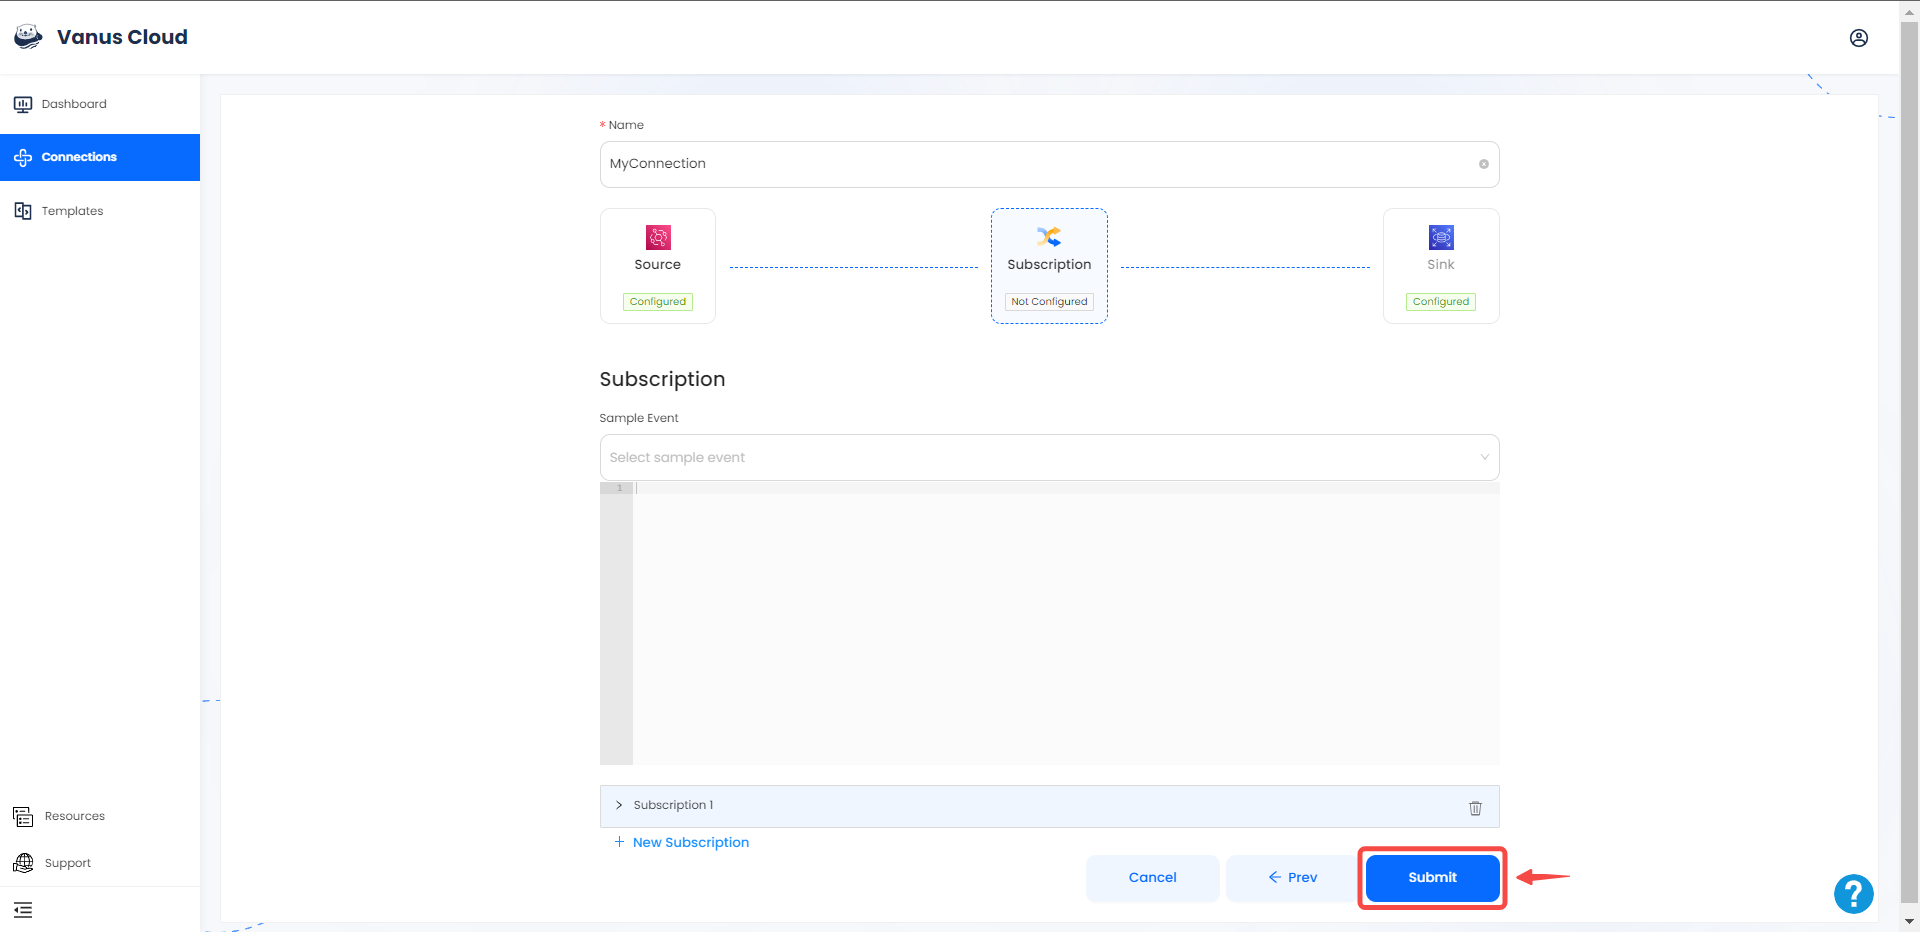 Vanus Cloud
Dashboard
Connections
Templates
* Name
MyConnection
Source
Configured
Subscription
Not Configured
Sink
Configured
Subscription
Sample Event
Select sample event
1
Subscription 1
+ New Subscription
Cancel
← Prev
Submit
Resources
Support
?